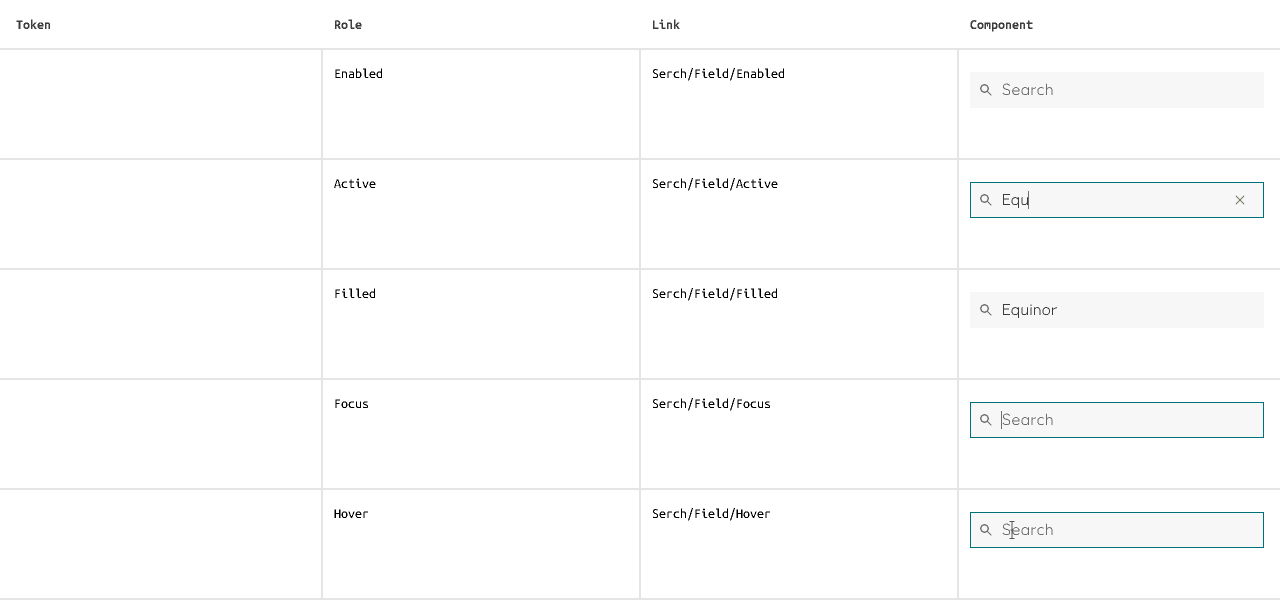 Token Role Link Component
Enabled Serch/Field/Enabled Search
Active Serch/Field/Active Equ
Filled Serch/Field/Filled Equinor
Focus Serch/Field/Focus Search
Hover Serch/Field/Hover Search